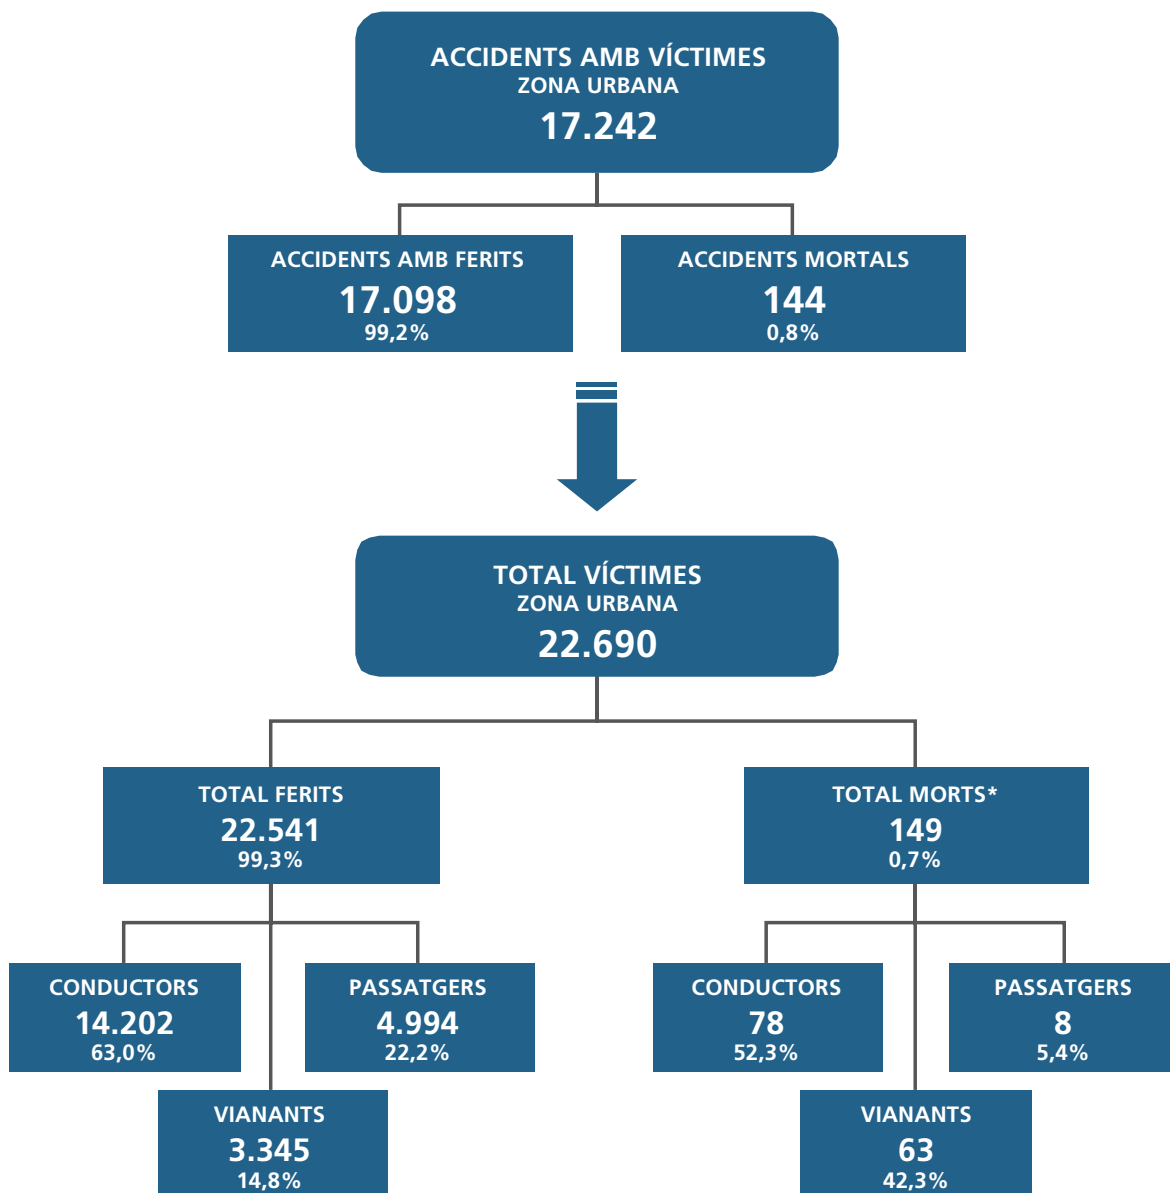 ACCIDENTS AMB VÍCTIMES
ZONA URBANA
17.242
ACCIDENTS AMB FERITS
17.098
99,2%
ACCIDENTS MORTALS
144
0,8%
TOTAL VÍCTIMES
ZONA URBANA
22.690
TOTAL FERITS
22.541
99,3%
TOTAL MORTS*
149
0,7%
CONDUCTORS
14.202
63,0%
PASSATGERS
4.994
22,2%
VIANANTS
3.345
14,8%
CONDUCTORS
78
52,3%
PASSATGERS
8
5,4%
VIANANTS
63
42,3%